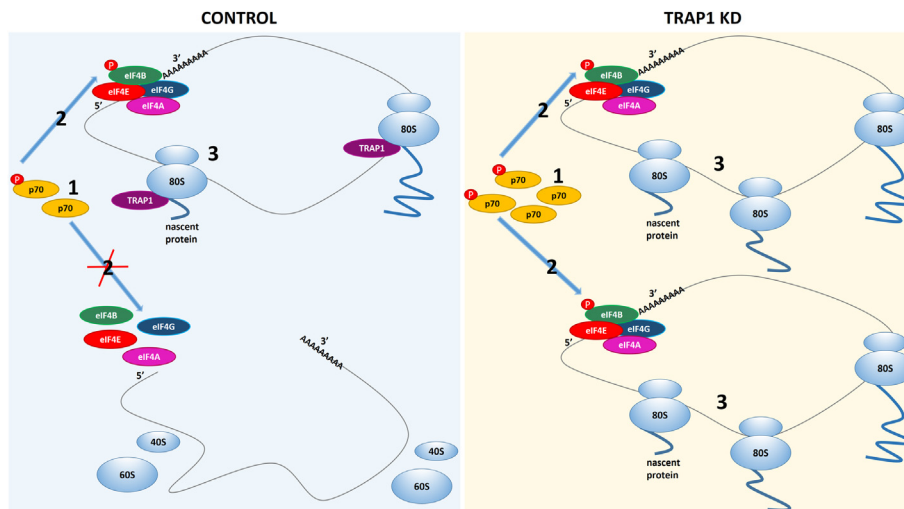 CONTROL
3'
AAAAAAAAA
P
eIF4B
eIF4E
eIF4G
eIF4A
5'
2
80S
TRAP1
3
P
p70
1
p70
80S
TRAP1
nascent
protein
2
eIF4B
eIF4G
eIF4E
eIF4A
5'
3'
AAAAAAAAA
40S
60S
40S
60S
TRAP1 KD
3'
AAAAAAAAA
P
eIF4B
eIF4E
eIF4G
eIF4A
5'
2
80S
3
P
p70
1
p70
P
p70
p70
80S
80S
nascent
protein
2
3'
AAAAAAAAA
P
eIF4B
eIF4E
eIF4G
eIF4A
5'
80S
3
80S
80S
nascent
protein